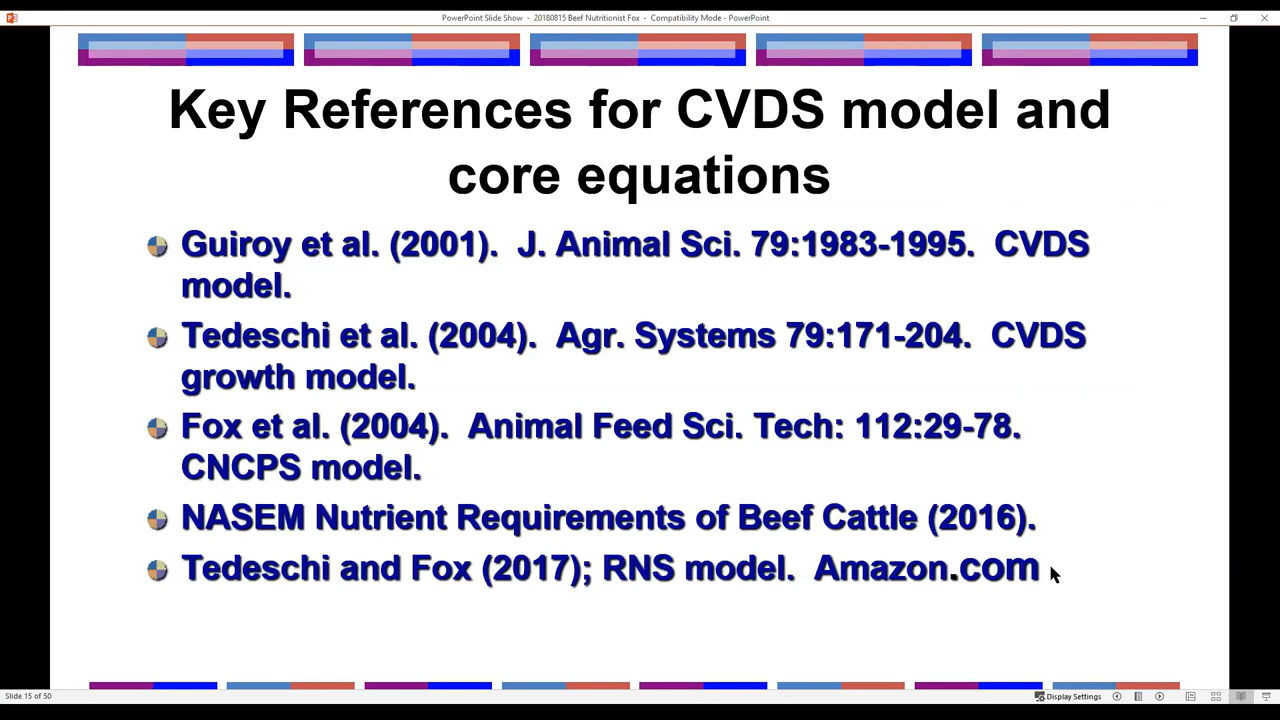 PowerPoint Slide Show - 20180815 Beef Nutritionist Fox - Compatibility Mode - PowerPoint
Key References for CVDS model and
core equations
Guiroy et al. (2001). J. Animal Sci. 79:1983-1995. CVDS
model.
Tedeschi et al. (2004). Agr. Systems 79:171-204. CVDS
growth model.
Fox et al. (2004). Animal Feed Sci. Tech: 112:29-78.
CNCPS model.
NASEM Nutrient Requirements of Beef Cattle (2016).
Tedeschi and Fox (2017); RNS model. Amazon.com
Slide 15 of 50
Display Settings